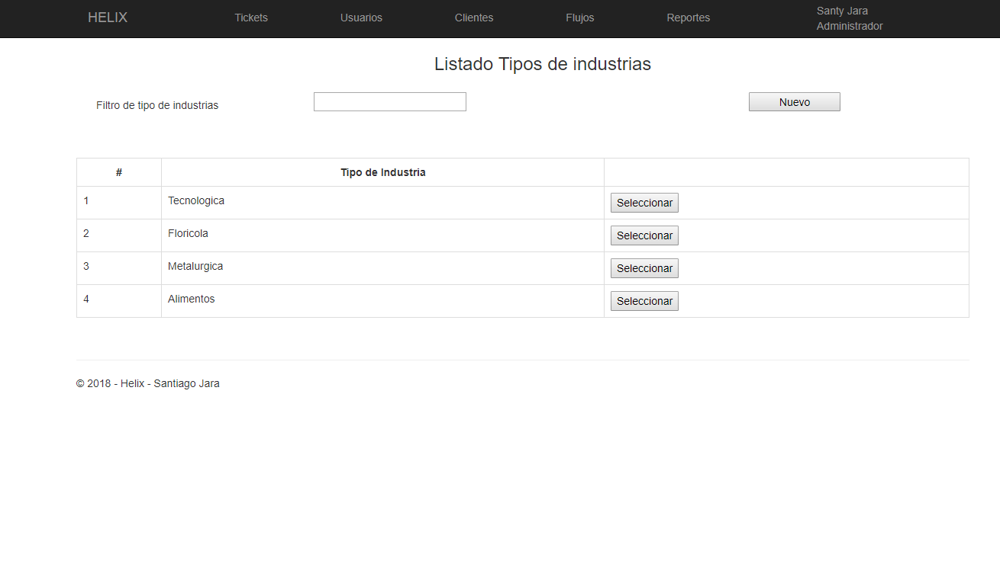 HELIX Tickets Usuarios Clientes Flujos Reportes Santy Jara
Administrador
Listado Tipos de industrias
Filtro de tipo de industrias Nuevo
# Tipo de Industria
1 Tecnologica Seleccionar
2 Floricola Seleccionar
3 Metalurgica Seleccionar
4 Alimentos Seleccionar
© 2018 - Helix - Santiago Jara